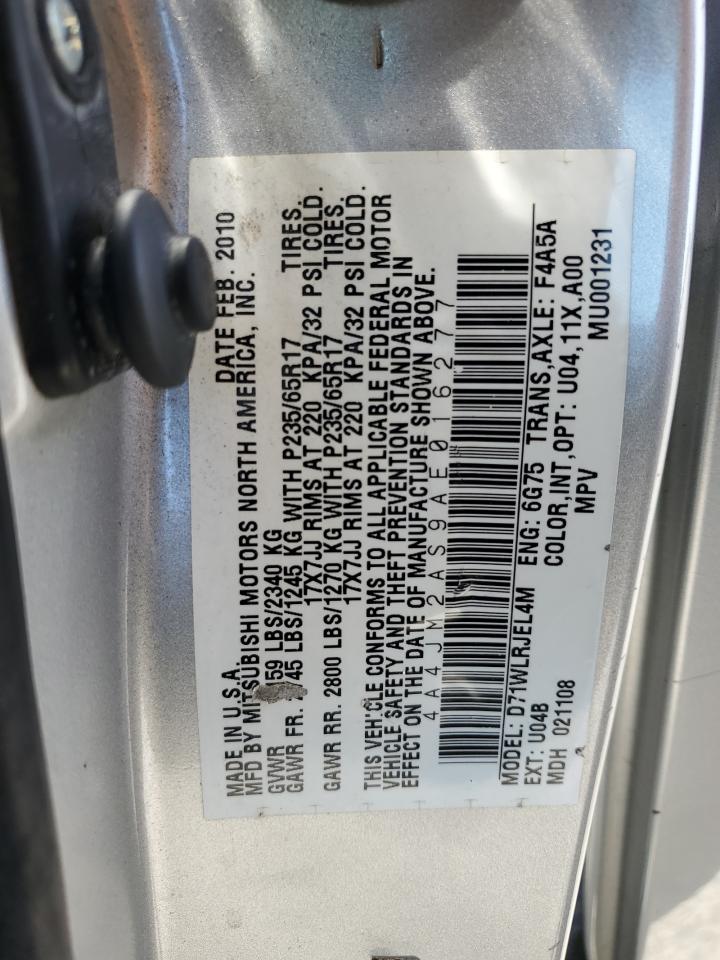 MADE IN U.S.A. DATE FEB. 2010
MFD BY MITSUBISHI MOTORS NORTH AMERICA, INC.
GVWR 159 LBS/2340 KG
GAWR FR. 45 LBS/1245 KG WITH P235/65R17 TIRES.
17X7JJ RIMS AT 220 KPA/32 PSI COLD.
GAWR RR. 2800 LBS/1270 KG WITH P235/65R17 TIRES.
17X7JJ RIMS AT 220 KPA/32 PSI COLD.
THIS VEHICLE CONFORMS TO ALL APPLICABLE FEDERAL MOTOR
VEHICLE SAFETY AND THEFT PREVENTION STANDARDS IN
EFFECT ON THE DATE OF MANUFACTURE SHOWN ABOVE.
4A4JM2AS9AE016277
MODEL: D71WLRJEL4M ENG: 6G75 TRANS,AXLE: F4A5A
EXT: U04B COLOR,INT,OPT: U04,11X,A00
MDH 021108 MPV MU001231